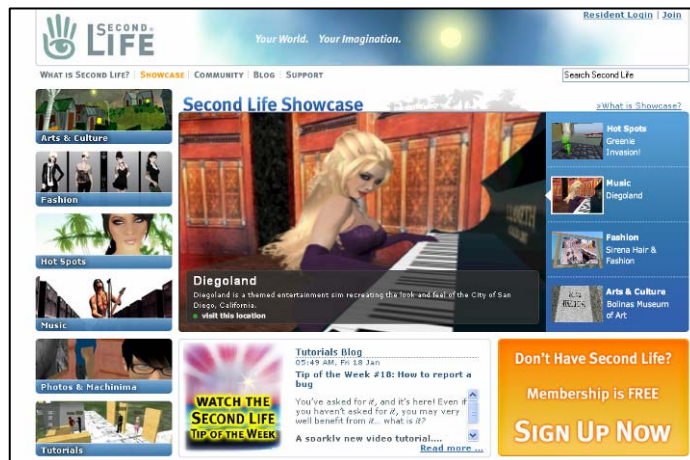 Resident Login | Join
SECOND
LIFE
Your World. Your Imagination.
WHAT IS SECOND LIFE? | SHOWCASE | COMMUNITY | BLOG | SUPPORT
Search Second Life
Second Life Showcase
»What is Showcase?
Arts & Culture
Fashion
Hot Spots
Music
Photos & Machinima
Tutorials
Diegoland
Diegoland is a themed entertainment sim recreating the look and feel of the City of San
Diego, California.
visit this location
Hot Spots
Greenie
Invasion!
Music
Diegoland
Fashion
Sirena Hair &
Fashion
Arts & Culture
Bolinas Museum
of Art
WATCH THE
SECOND LIFE
TIP OF THE WEEK
Tutorials Blog
05:49 AM, Fri 18 Jan
Tip of the Week #18: How to report a
bug
You've asked for it, and it's here! Even if
you haven't asked for it, you may very
well benefit from it... what is it?
A sparkly new video tutorial....
Read more ...
Don't Have Second Life?
Membership is FREE
SIGN UP NOW